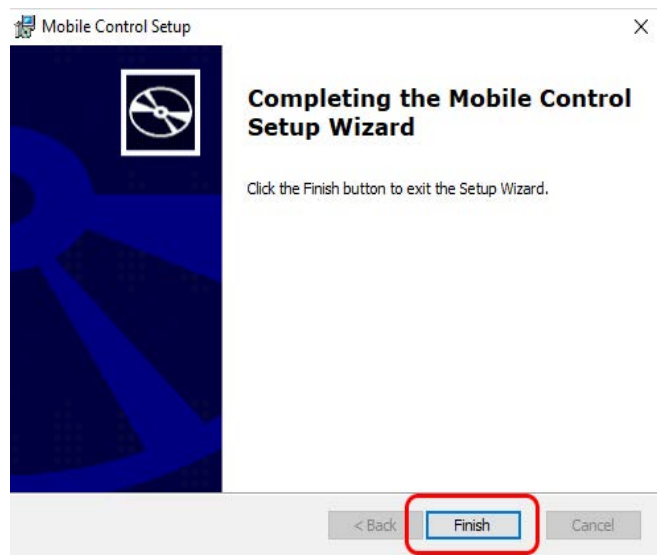 Mobile Control Setup
Completing the Mobile Control
Setup Wizard
Click the Finish button to exit the Setup Wizard.
< Back Finish Cancel